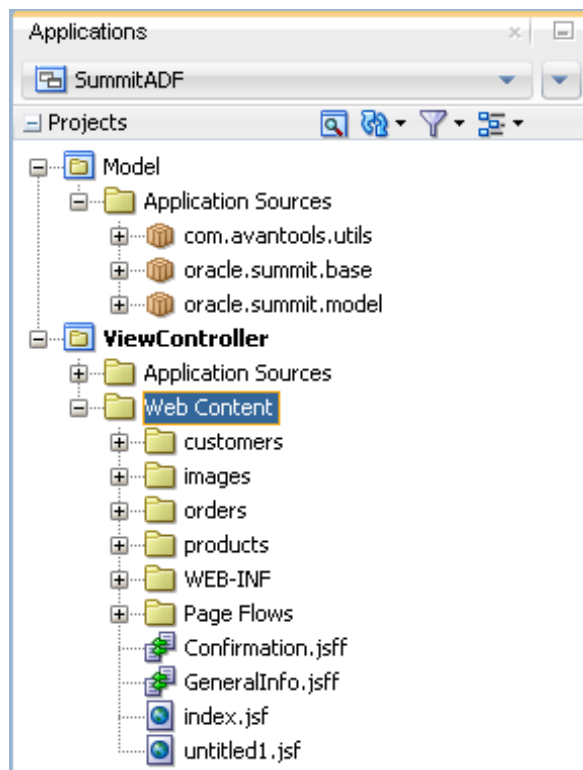 Applications
SummitADF
Projects
Model
Application Sources
com.avantools.utils
oracle.summit.base
oracle.summit.model
ViewController
Application Sources
Web Content
customers
images
orders
products
WEB-INF
Page Flows
Confirmation.jsff
GeneralInfo.jsff
index.jsf
untitled1.jsf